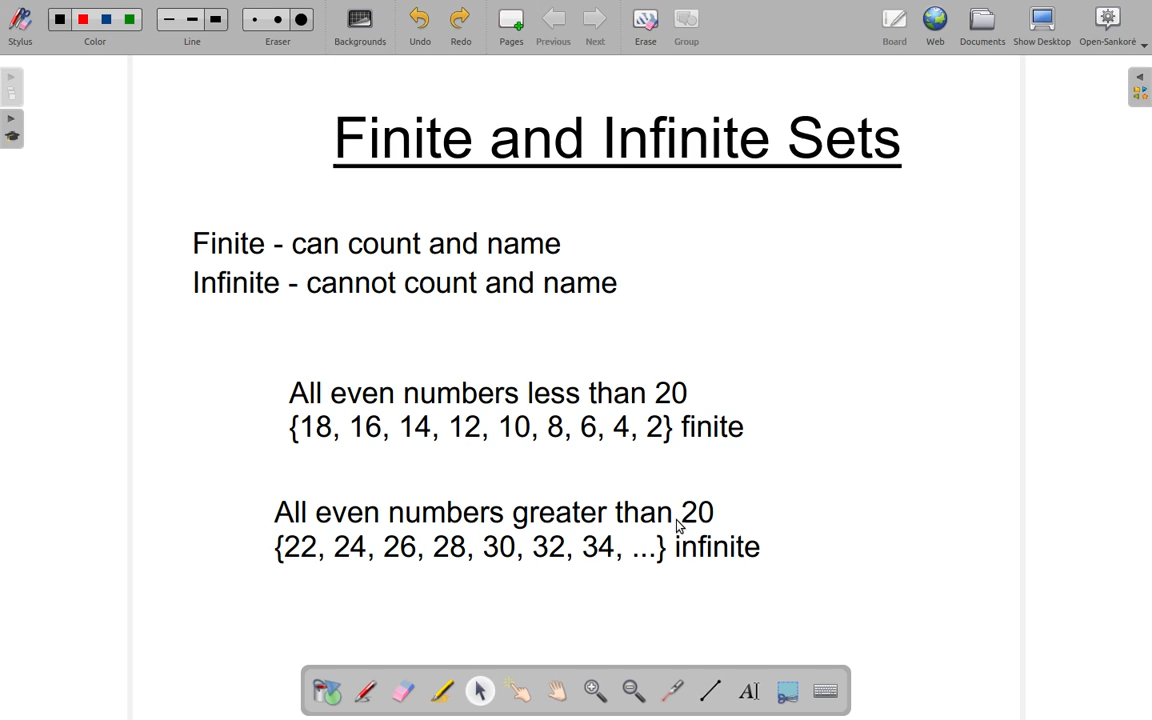 Stylus Color Line Eraser Backgrounds Undo Redo Pages Previous Next Erase Group Board Web Documents Show Desktop Open-Sankoré
Finite and Infinite Sets
Finite - can count and name
Infinite - cannot count and name
All even numbers less than 20
{18, 16, 14, 12, 10, 8, 6, 4, 2} finite
All even numbers greater than 20
{22, 24, 26, 28, 30, 32, 34, ...} infinite
AI